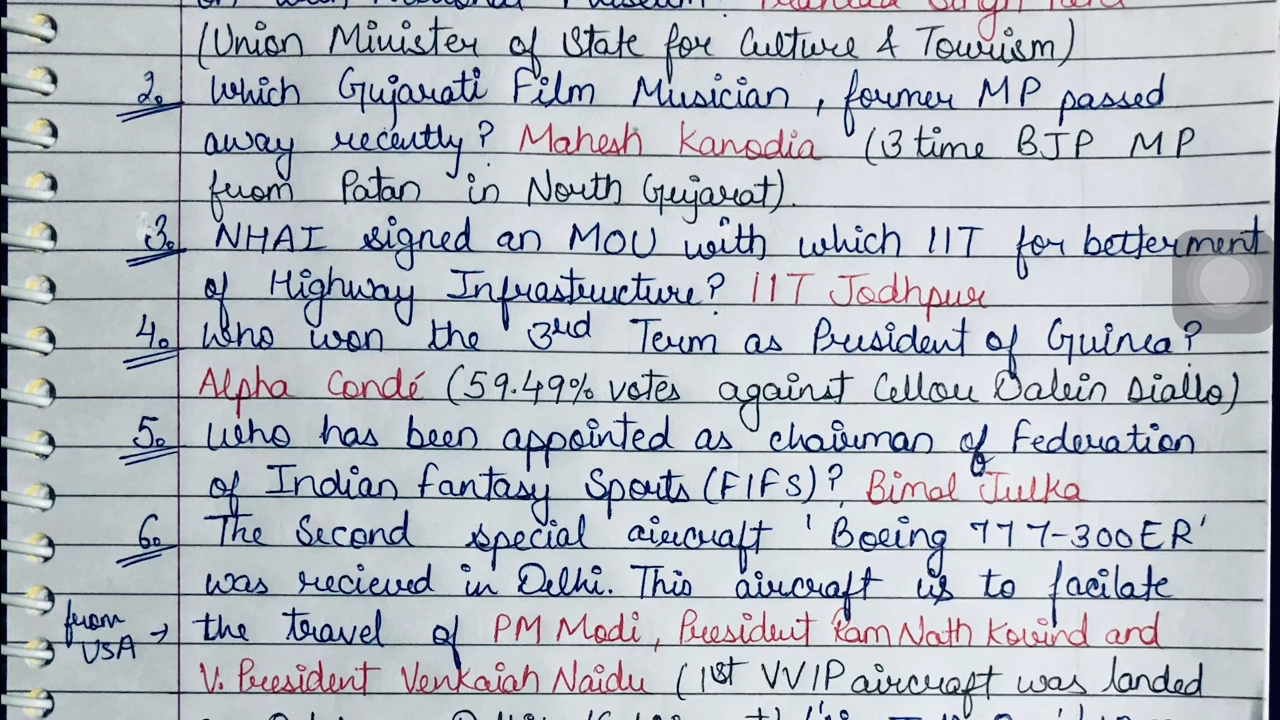 (Union Minister of State for Culture & Tourism)
2. Which Gujarati Film Musician, former MP passed
away recently? Mahesh Kanodia (3 time BJP MP
from Patan in North Gujarat).
3. NHAI signed an MOU with which IIT for betterment
of Highway Infrastructure? IIT Jodhpur
4. Who won the 3rd Term as President of Guinea?
Alpha Condé (59.49% votes against Cellou Dalein Diallo)
5. Who has been appointed as chairman of Federation
of Indian Fantasy Sports (FIFS)? Bimal Julka
6. The Second special aircraft 'Boeing 777-300ER'
was recieved in Delhi. This aircraft is to facilate
from USA → the travel of PM Modi, President Ram Nath Kovind and
V. President Venkaiah Naidu (1st VVIP aircraft was landed